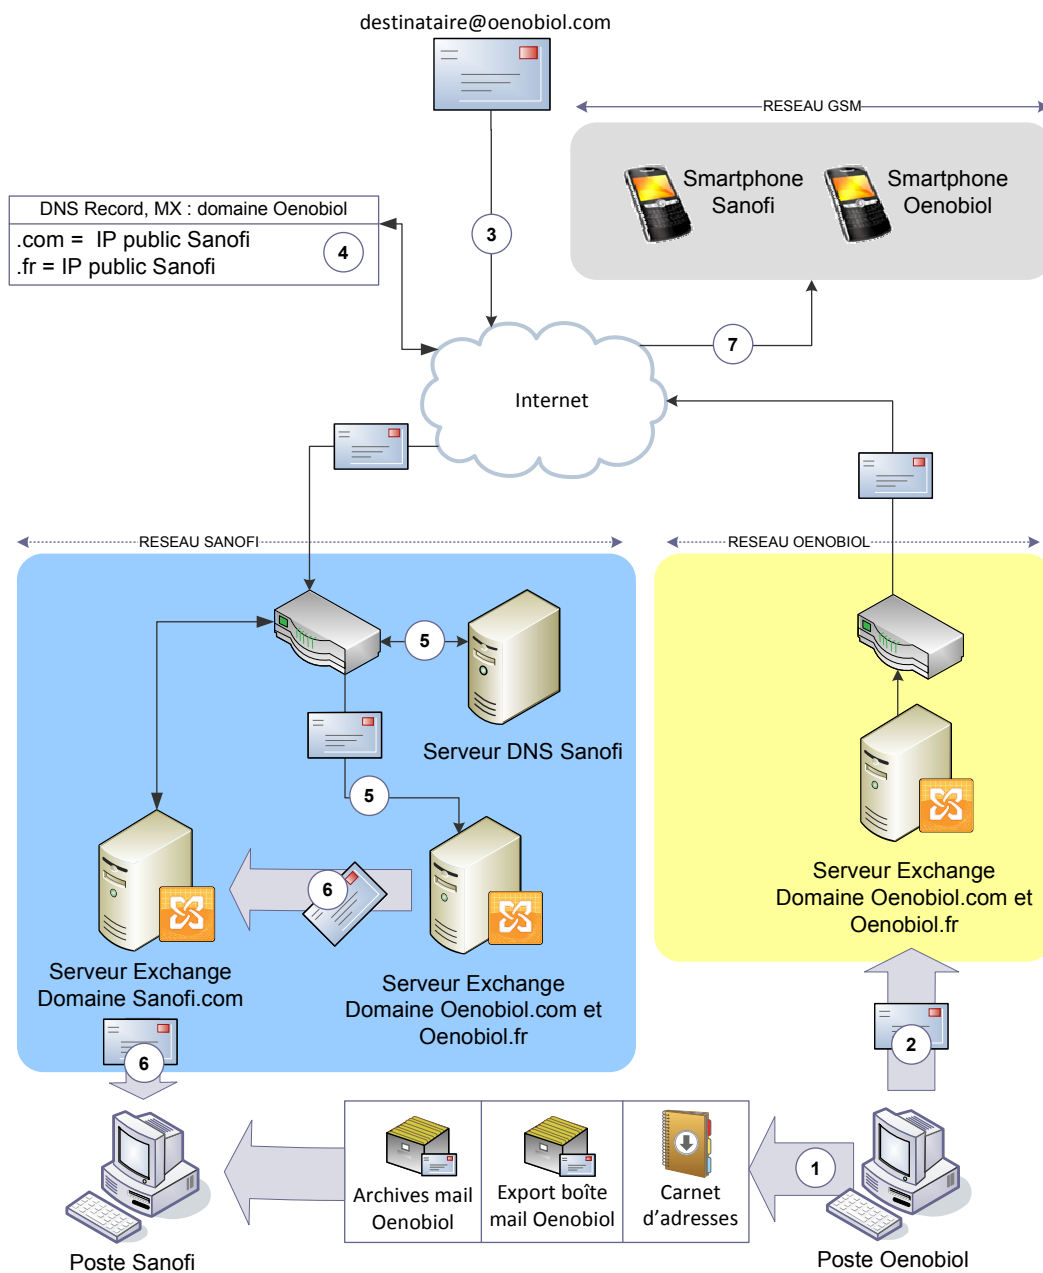 destinataire@oenobiol.com
RESEAU GSM
Smartphone
Sanofi
Smartphone
Oenobiol
DNS Record, MX : domaine Oenobiol
.com = IP public Sanofi
.fr = IP public Sanofi
4
3
7
Internet
RESEAU SANOFI
RESEAU OENOBIOL
5
Serveur DNS Sanofi
5
6
Serveur Exchange
Domaine Sanofi.com
Serveur Exchange
Domaine Oenobiol.com et
Oenobiol.fr
Serveur Exchange
Domaine Oenobiol.com et
Oenobiol.fr
6
2
Archives mail
Oenobiol
Export boîte
mail Oenobiol
Carnet
d'adresses
1
Poste Sanofi
Poste Oenobiol